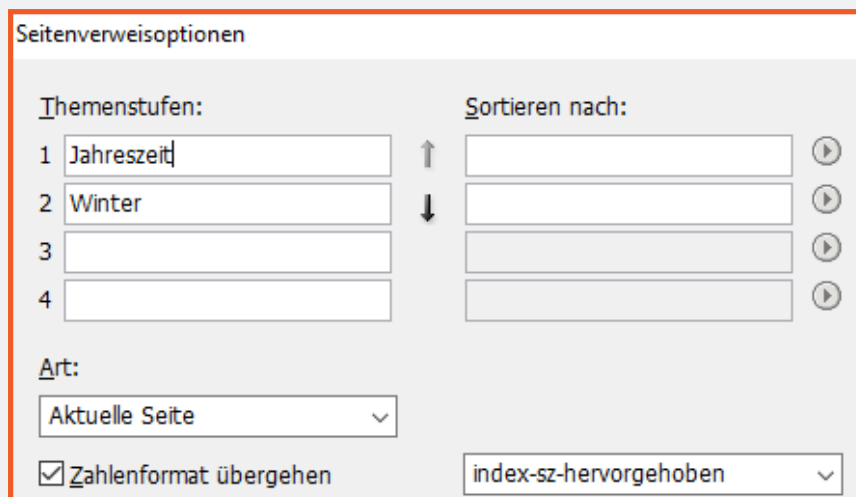 Seitenverweisoptionen
Themenstufen: Sortieren nach:
1 Jahreszeit
2 Winter
3
4
Art:
Aktuelle Seite
Zahlenformat übergehen index-sz-hervorgehoben